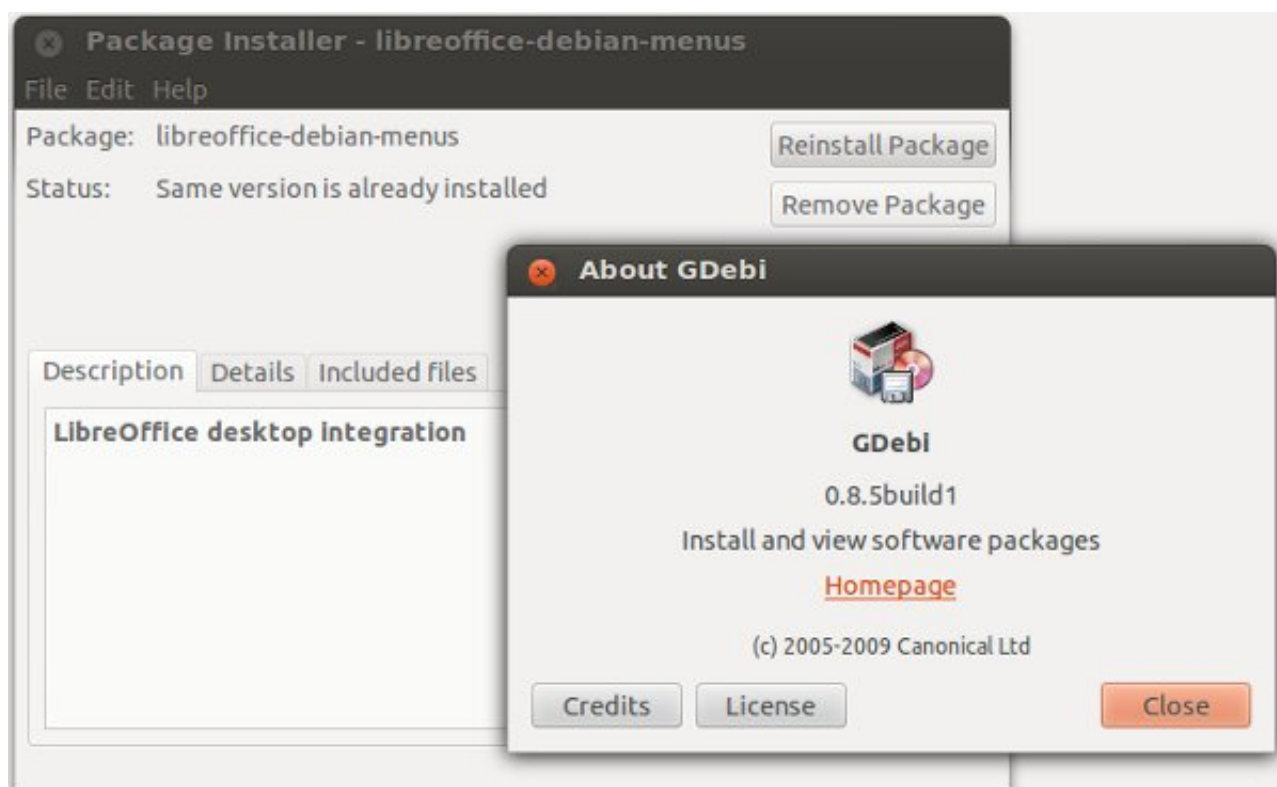 Package Installer - libreoffice-debian-menus
File Edit Help
Package: libreoffice-debian-menus
Reinstall Package
Status: Same version is already installed
Remove Package
Description Details Included files
LibreOffice desktop integration
About GDebi
GDebi
0.8.5build1
Install and view software packages
Homepage
(c) 2005-2009 Canonical Ltd
Credits License Close